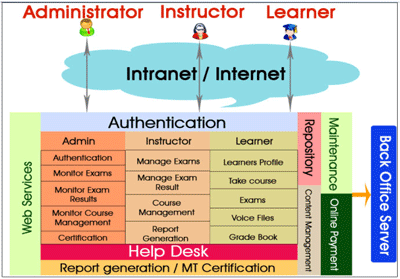 Administrator Instructor Learner
Intranet / Internet
Authentication
Web Services
Admin
Authentication
Monitor Exams
Monitor Exam
Results
Monitor Course
Management
Certification
Instructor
Manage Exams
Manage Exam
Result
Course
Management
Report
Generation
Learner
Learners Profile
Take course
Exams
Voice Files
Grade Book
Repository
Content Management
Maintenance
Online Payment
Back Office Server
Help Desk
Report generation / MT Certification